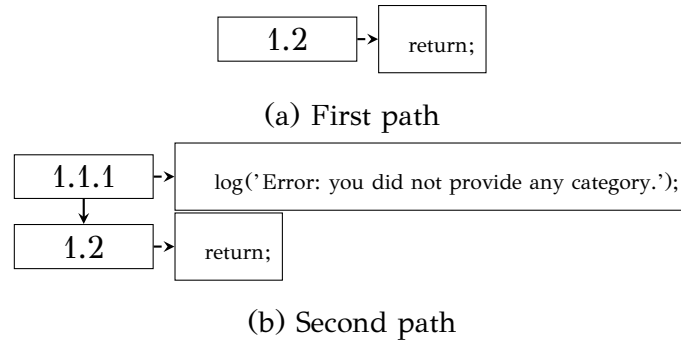 1.2
return;
(a) First path
1.1.1
log('Error: you did not provide any category.');
1.2
return;
(b) Second path